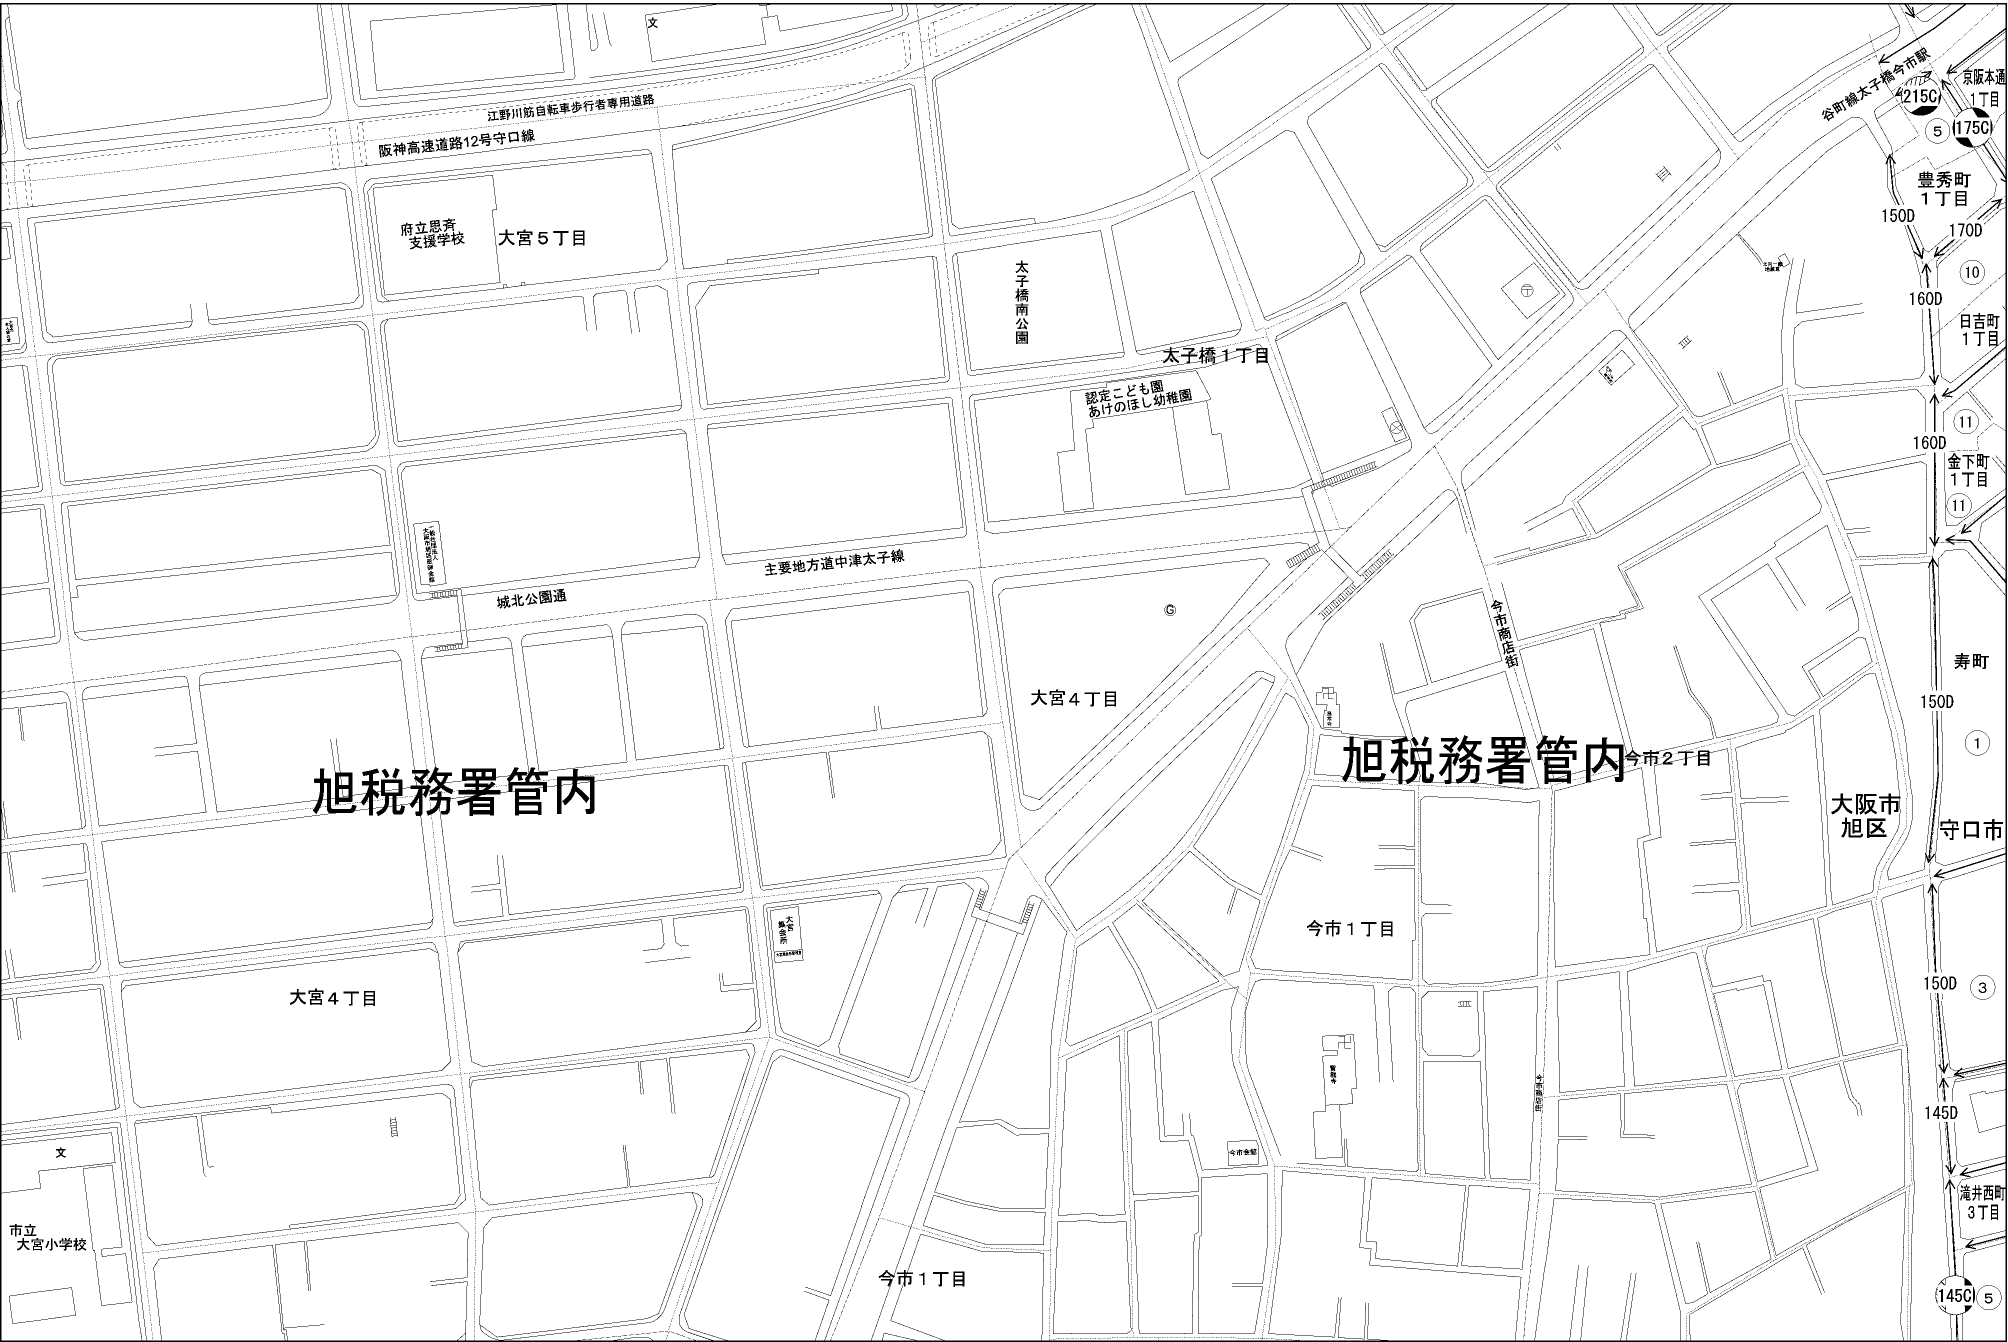 文
江野川筋自転車歩行者専用道路
阪神高速道路12号守口線
谷町線太子橋今市駅
京阪本通
1丁目
215C
175C
5
府立思斉
支援学校
大宮5丁目
豊秀町
1丁目
150D
170D
太子橋南公園
10
160D
日吉町
1丁目
太子橋1丁目
認定こども園
あけのほし幼稚園
11
160D
金下町
1丁目
11
主要地方道中津太子線
城北公園通
G
今市商店街
寿町
大宮4丁目
150D
旭税務署管内
旭税務署管内
今市2丁目
1
大阪市
旭区
守口市
大宮
集会所
今市1丁目
大宮4丁目
150D
3
今市商店街
145D
文
今市会館
滝井西町
3丁目
市立
大宮小学校
今市1丁目
145C
5